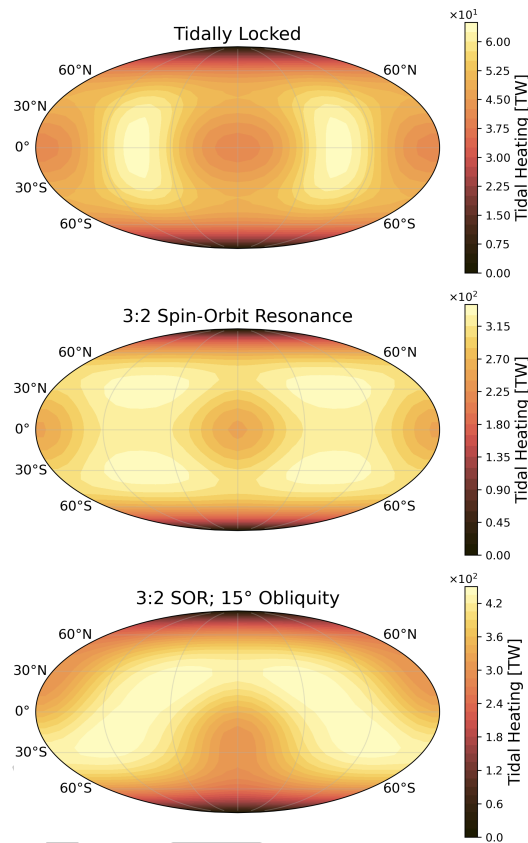 Tidally Locked
×10¹
60°N
60°N
30°N
0°
30°S
60°S
60°S
6.00
5.25
4.50
3.75
3.00
2.25
1.50
0.75
0.00
Tidal Heating [TW]
3:2 Spin-Orbit Resonance
×10²
60°N
60°N
30°N
0°
30°S
60°S
60°S
3.15
2.70
2.25
1.80
1.35
0.90
0.45
0.00
Tidal Heating [TW]
3:2 SOR; 15° Obliquity
×10²
60°N
60°N
30°N
0°
30°S
60°S
60°S
4.2
3.6
3.0
2.4
1.8
1.2
0.6
0.0
Tidal Heating [TW]